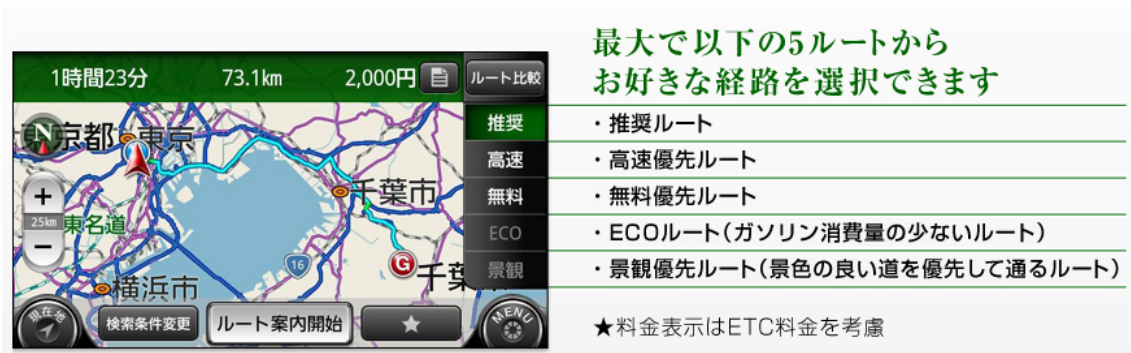 1時間23分 73.1km 2,000円 ルート比較
推奨
高速
無料
ECO
景観
N
京都
東京
千葉市
+
25km
東名道
−
16
G
千葉
横浜市
現在地
検索条件変更
ルート案内開始
★
MENU
最大で以下の5ルートから
お好きな経路を選択できます
・推奨ルート
・高速優先ルート
・無料優先ルート
・ECOルート(ガソリン消費量の少ないルート)
・景観優先ルート(景色の良い道を優先して通るルート)
★料金表示はETC料金を考慮